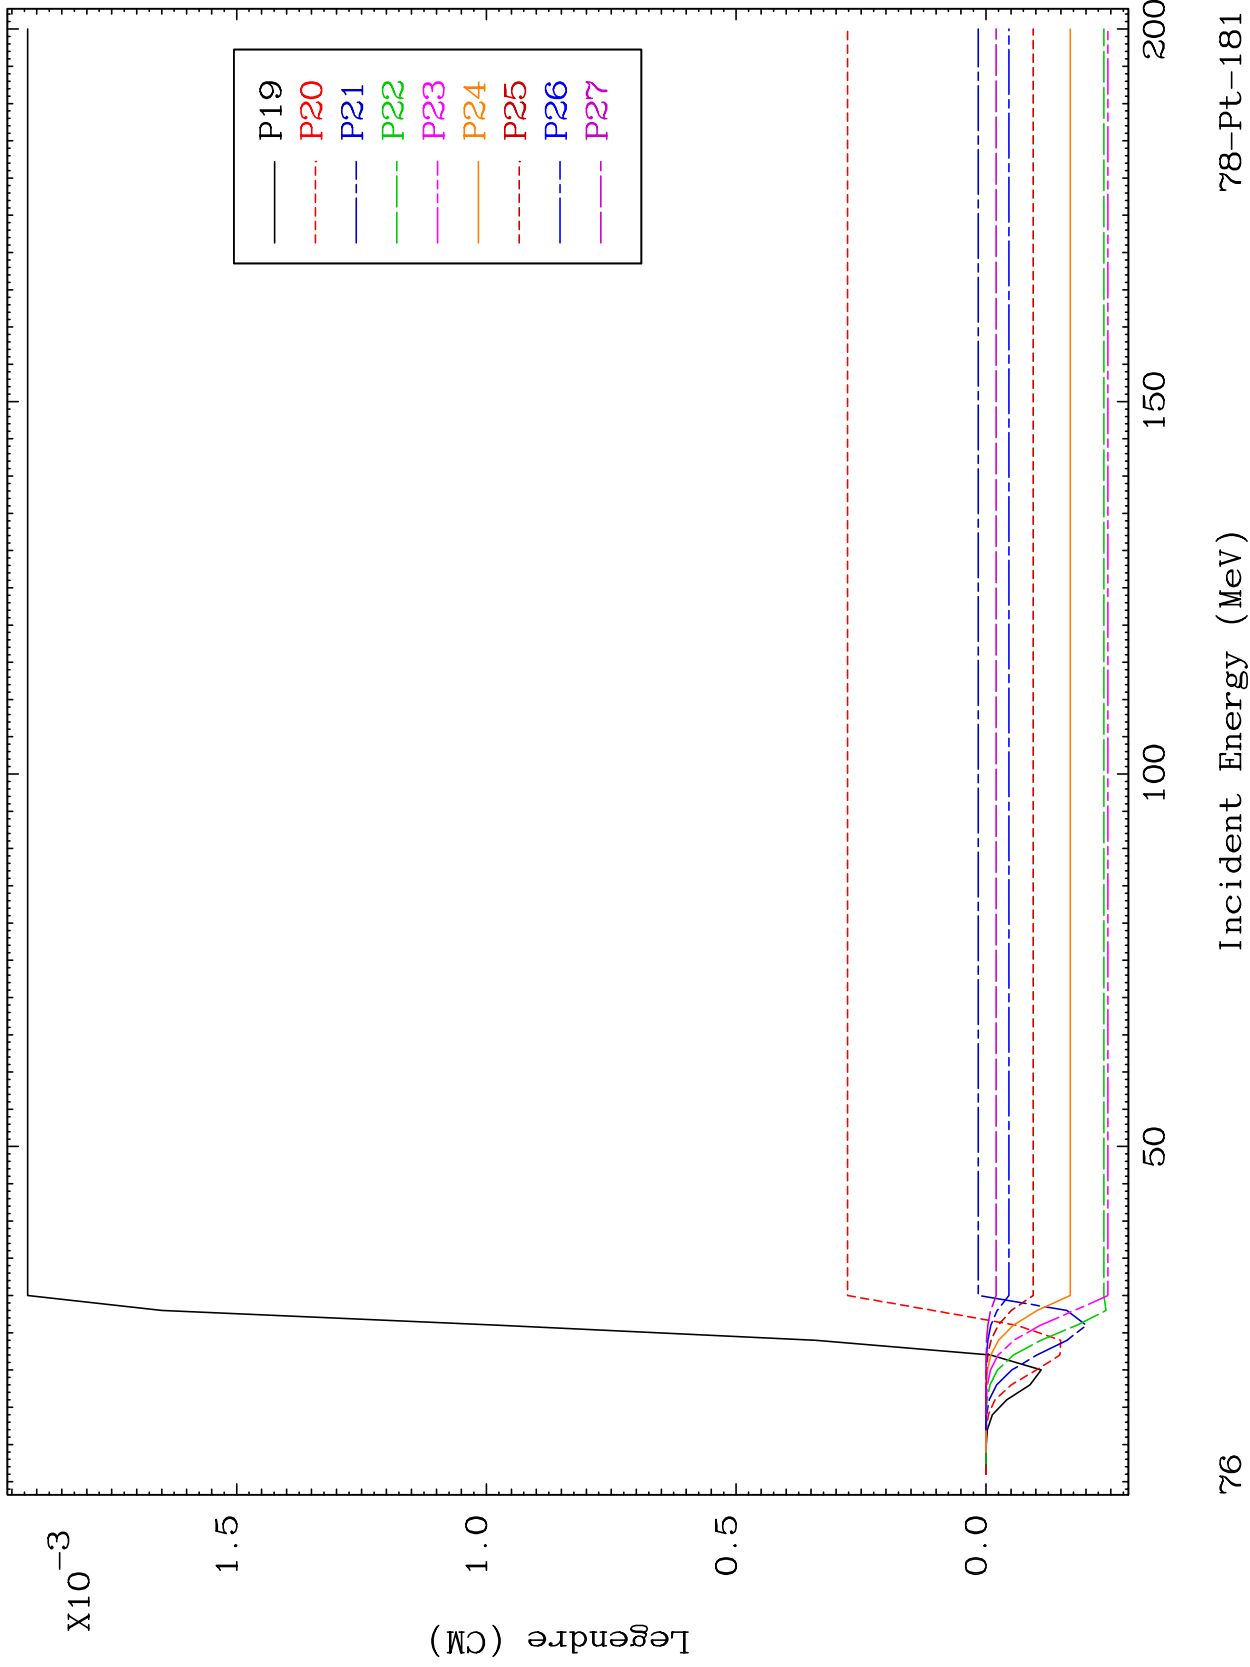 X10-3
1.5
1.0
0.5
0.0
Legendre (CM)
P19
P20
P21
P22
P23
P24
P25
P26
P27
50
100
150
200
Incident Energy (MeV)
76
78-Pt-181